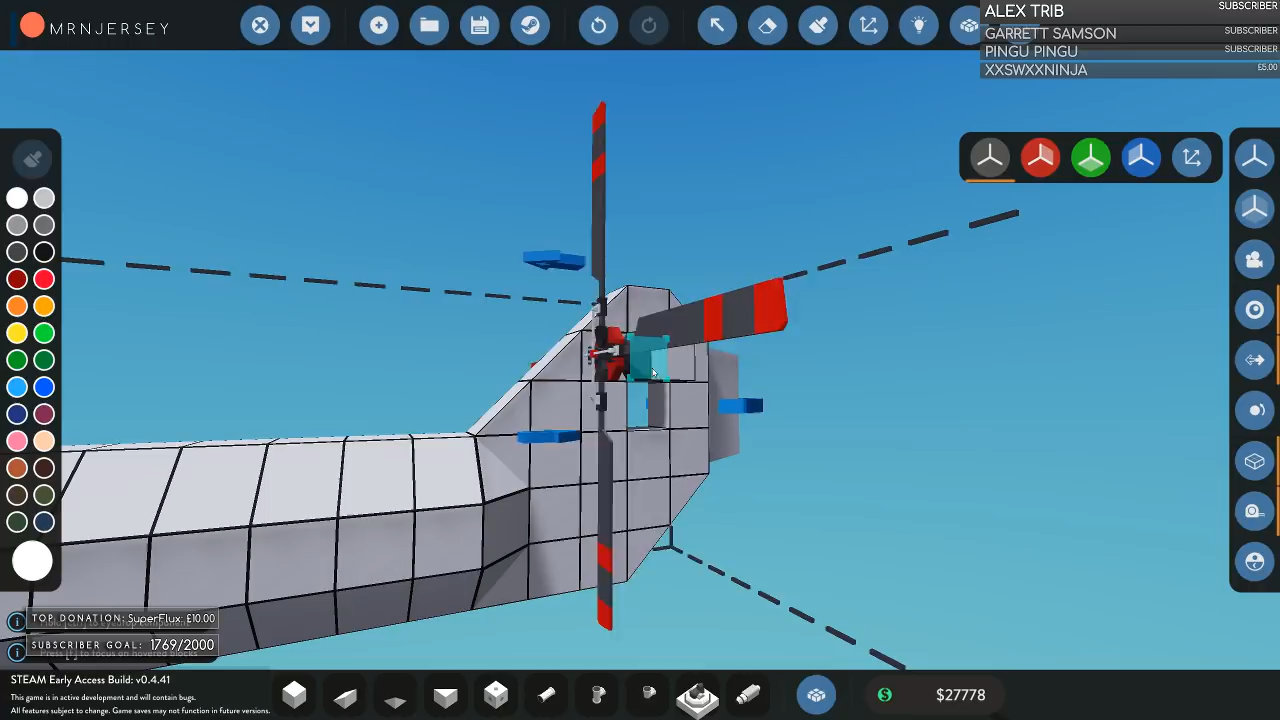 MRNJERSEY
ALEX TRIB SUBSCRIBER
GARRETT SAMSON SUBSCRIBER
PINGU PINGU SUBSCRIBER
XXSWXXNINJA £5.00
TOP DONATION: SuperFlux: £10.00
SUBSCRIBER GOAL: 1769/2000
STEAM Early Access Build: v0.4.41
This game is in active development and will contain bugs.
All features subject to change. Game saves may not function in future versions.
$ $27778